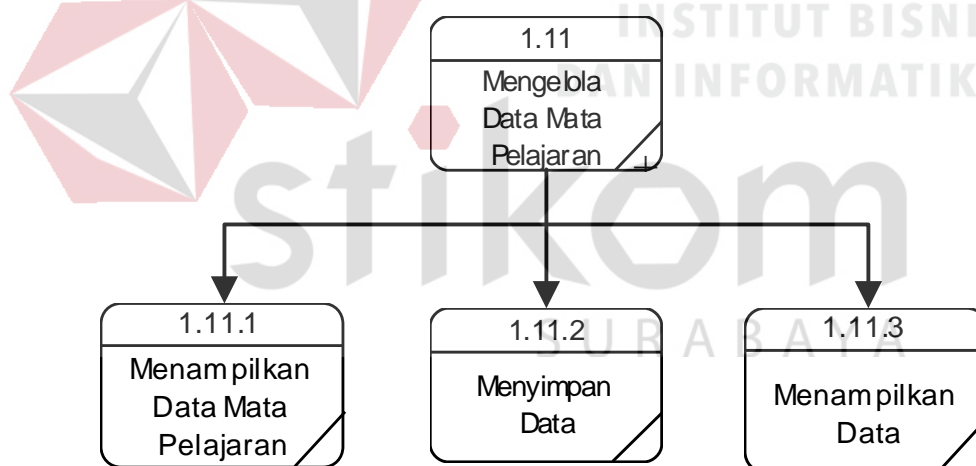 INSTITUT BISNI
DAN INFORMATIK
stikom
SURABAYA
1.11
Mengelola
Data Mata
Pelajaran
1.11.1
Menampilkan
Data Mata
Pelajaran
1.11.2
Menyimpan
Data
1.11.3
Menampilkan
Data